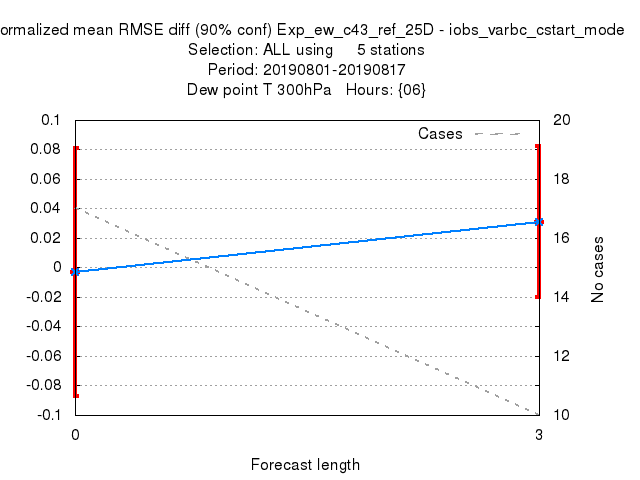 ormalized mean RMSE diff (90% conf) Exp_ew_c43_ref_25D - iobs_varbc_cstart_mode
Selection: ALL using 5 stations
Period: 20190801-20190817
Dew point T 300hPa Hours: {06}
Cases
0.1
0.08
0.06
0.04
0.02
0
-0.02
-0.04
-0.06
-0.08
-0.1
20
18
16
14
12
10
No cases
0
3
Forecast length